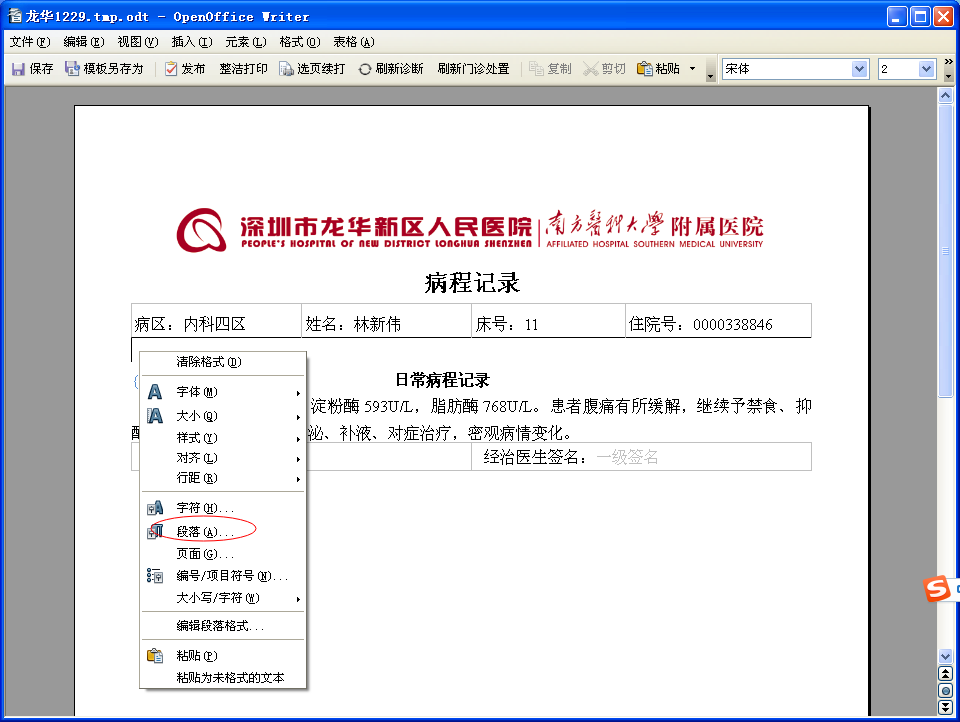 龙华1229.tmp.odt - OpenOffice Writer
文件(F) 编辑(E) 视图(V) 插入(I) 元素(L) 格式(O) 表格(A)
保存 模板另存为 发布 整洁打印 选页续打 刷新诊断 刷新门诊处置 复制 剪切 粘贴 宋体 2
深圳市龙华新区人民医院 南方医科大学 附属医院
PEOPLE'S HOSPITAL OF NEW DISTRICT LONGHUA SHENZHEN AFFILIATED HOSPITAL SOUTHERN MEDICAL UNIVERSITY
病程记录
病区：内科四区 姓名：林新伟 床号：11 住院号：0000338846
日常病程记录
淀粉酶 593U/L，脂肪酶 768U/L。患者腹痛有所缓解，继续予禁食、抑
泌、补液、对症治疗，密观病情变化。
经治医生签名：一级签名
清除格式(D)
字体(M)
大小(Q)
样式(Y)
对齐(L)
行距(R)
字符(H)...
段落(A)...
页面(G)...
编号/项目符号(N)...
大小写/字符(W)
编辑段落格式...
粘贴(P)
粘贴为未格式的文本